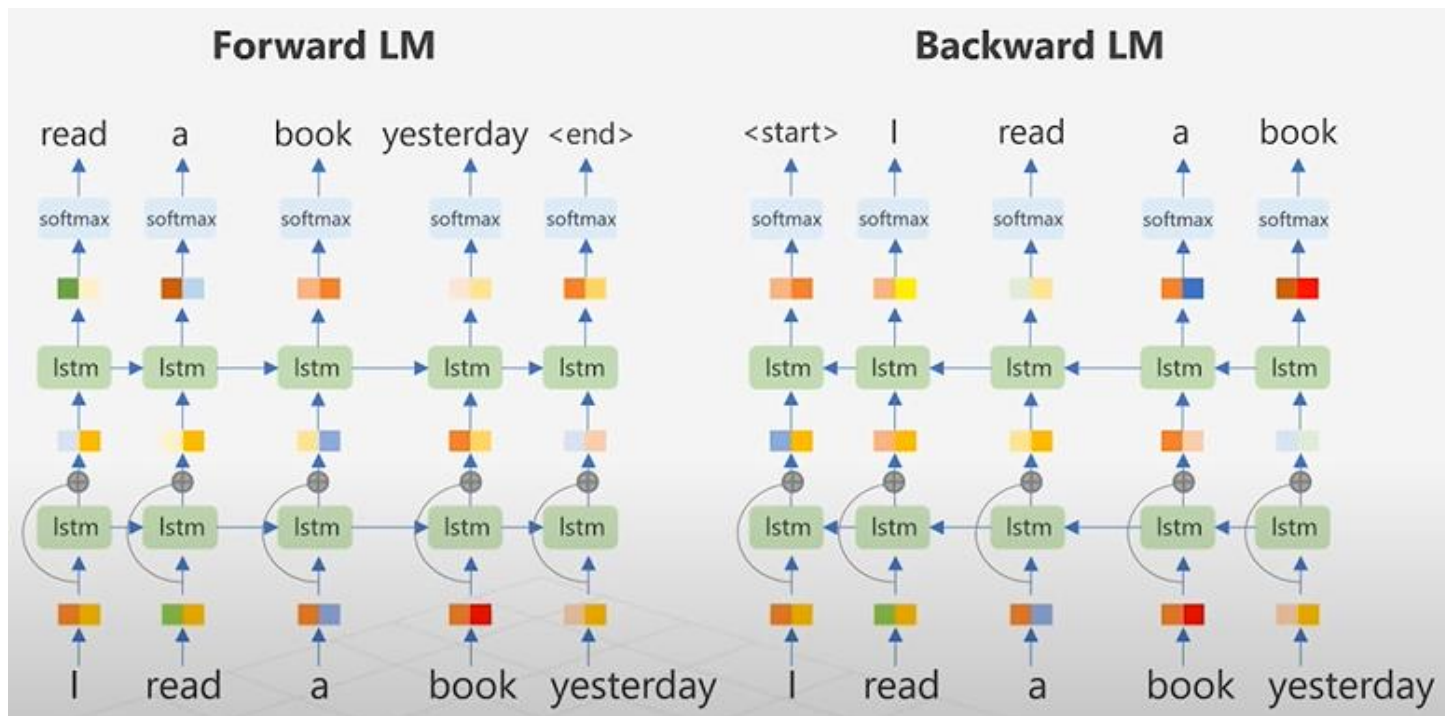 Forward LM Backward LM
read a book yesterday <end> <start> I read a book
softmax softmax softmax softmax softmax softmax softmax softmax softmax softmax
lstm lstm lstm lstm lstm lstm lstm lstm lstm lstm
lstm lstm lstm lstm lstm lstm lstm lstm lstm lstm
I read a book yesterday I read a book yesterday